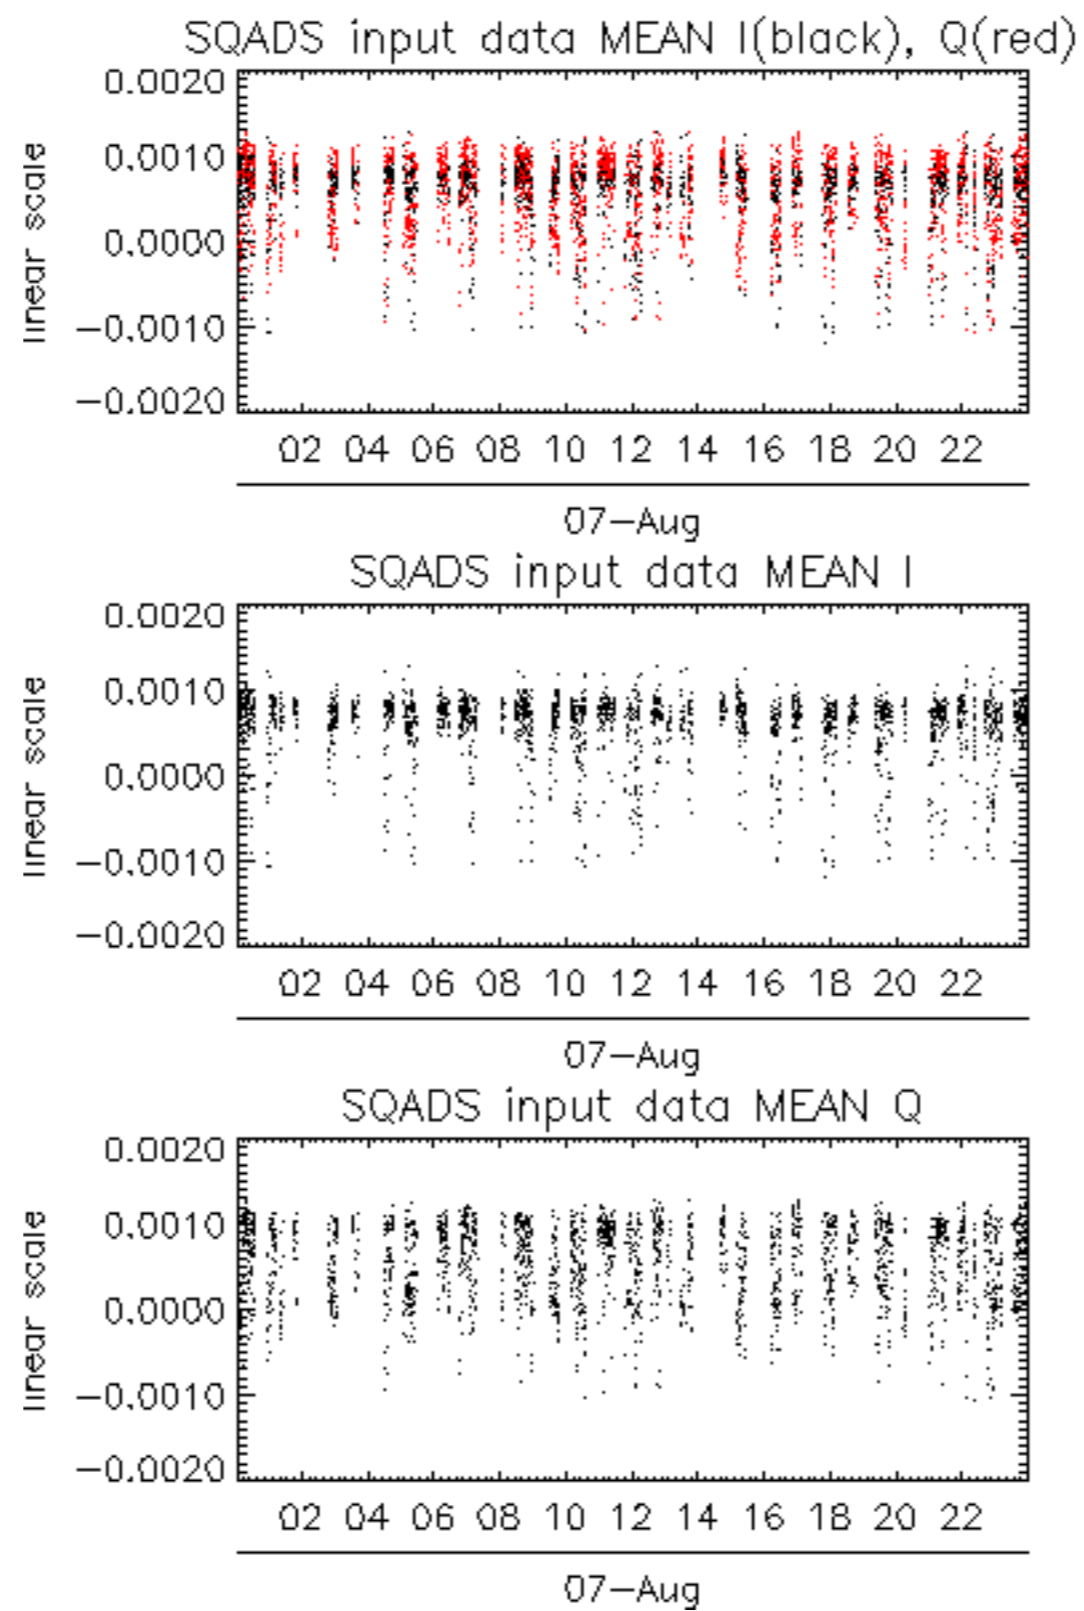 SQADS input data MEAN I(black), Q(red)
0.0020
0.0010
0.0000
−0.0010
−0.0020
linear scale
02 04 06 08 10 12 14 16 18 20 22
07−Aug
SQADS input data MEAN I
0.0020
0.0010
0.0000
−0.0010
−0.0020
linear scale
02 04 06 08 10 12 14 16 18 20 22
07−Aug
SQADS input data MEAN Q
0.0020
0.0010
0.0000
−0.0010
−0.0020
linear scale
02 04 06 08 10 12 14 16 18 20 22
07−Aug